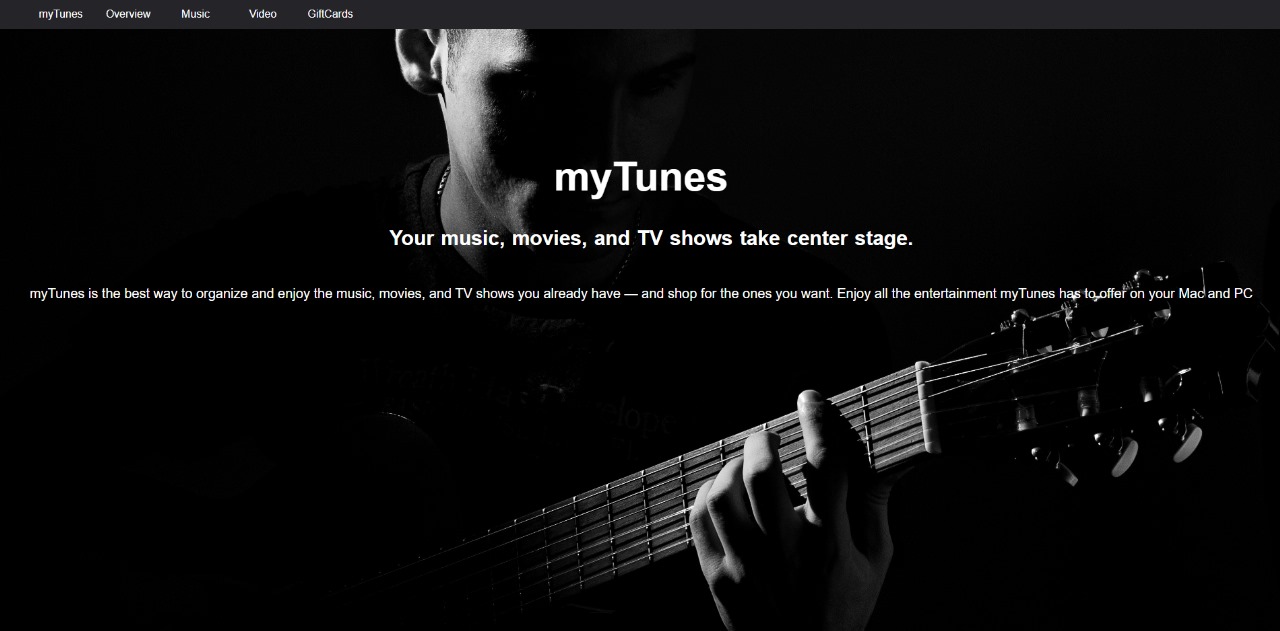 myTunes Overview Music Video GiftCards
myTunes
Your music, movies, and TV shows take center stage.
myTunes is the best way to organize and enjoy the music, movies, and TV shows you already have — and shop for the ones you want. Enjoy all the entertainment myTunes has to offer on your Mac and PC